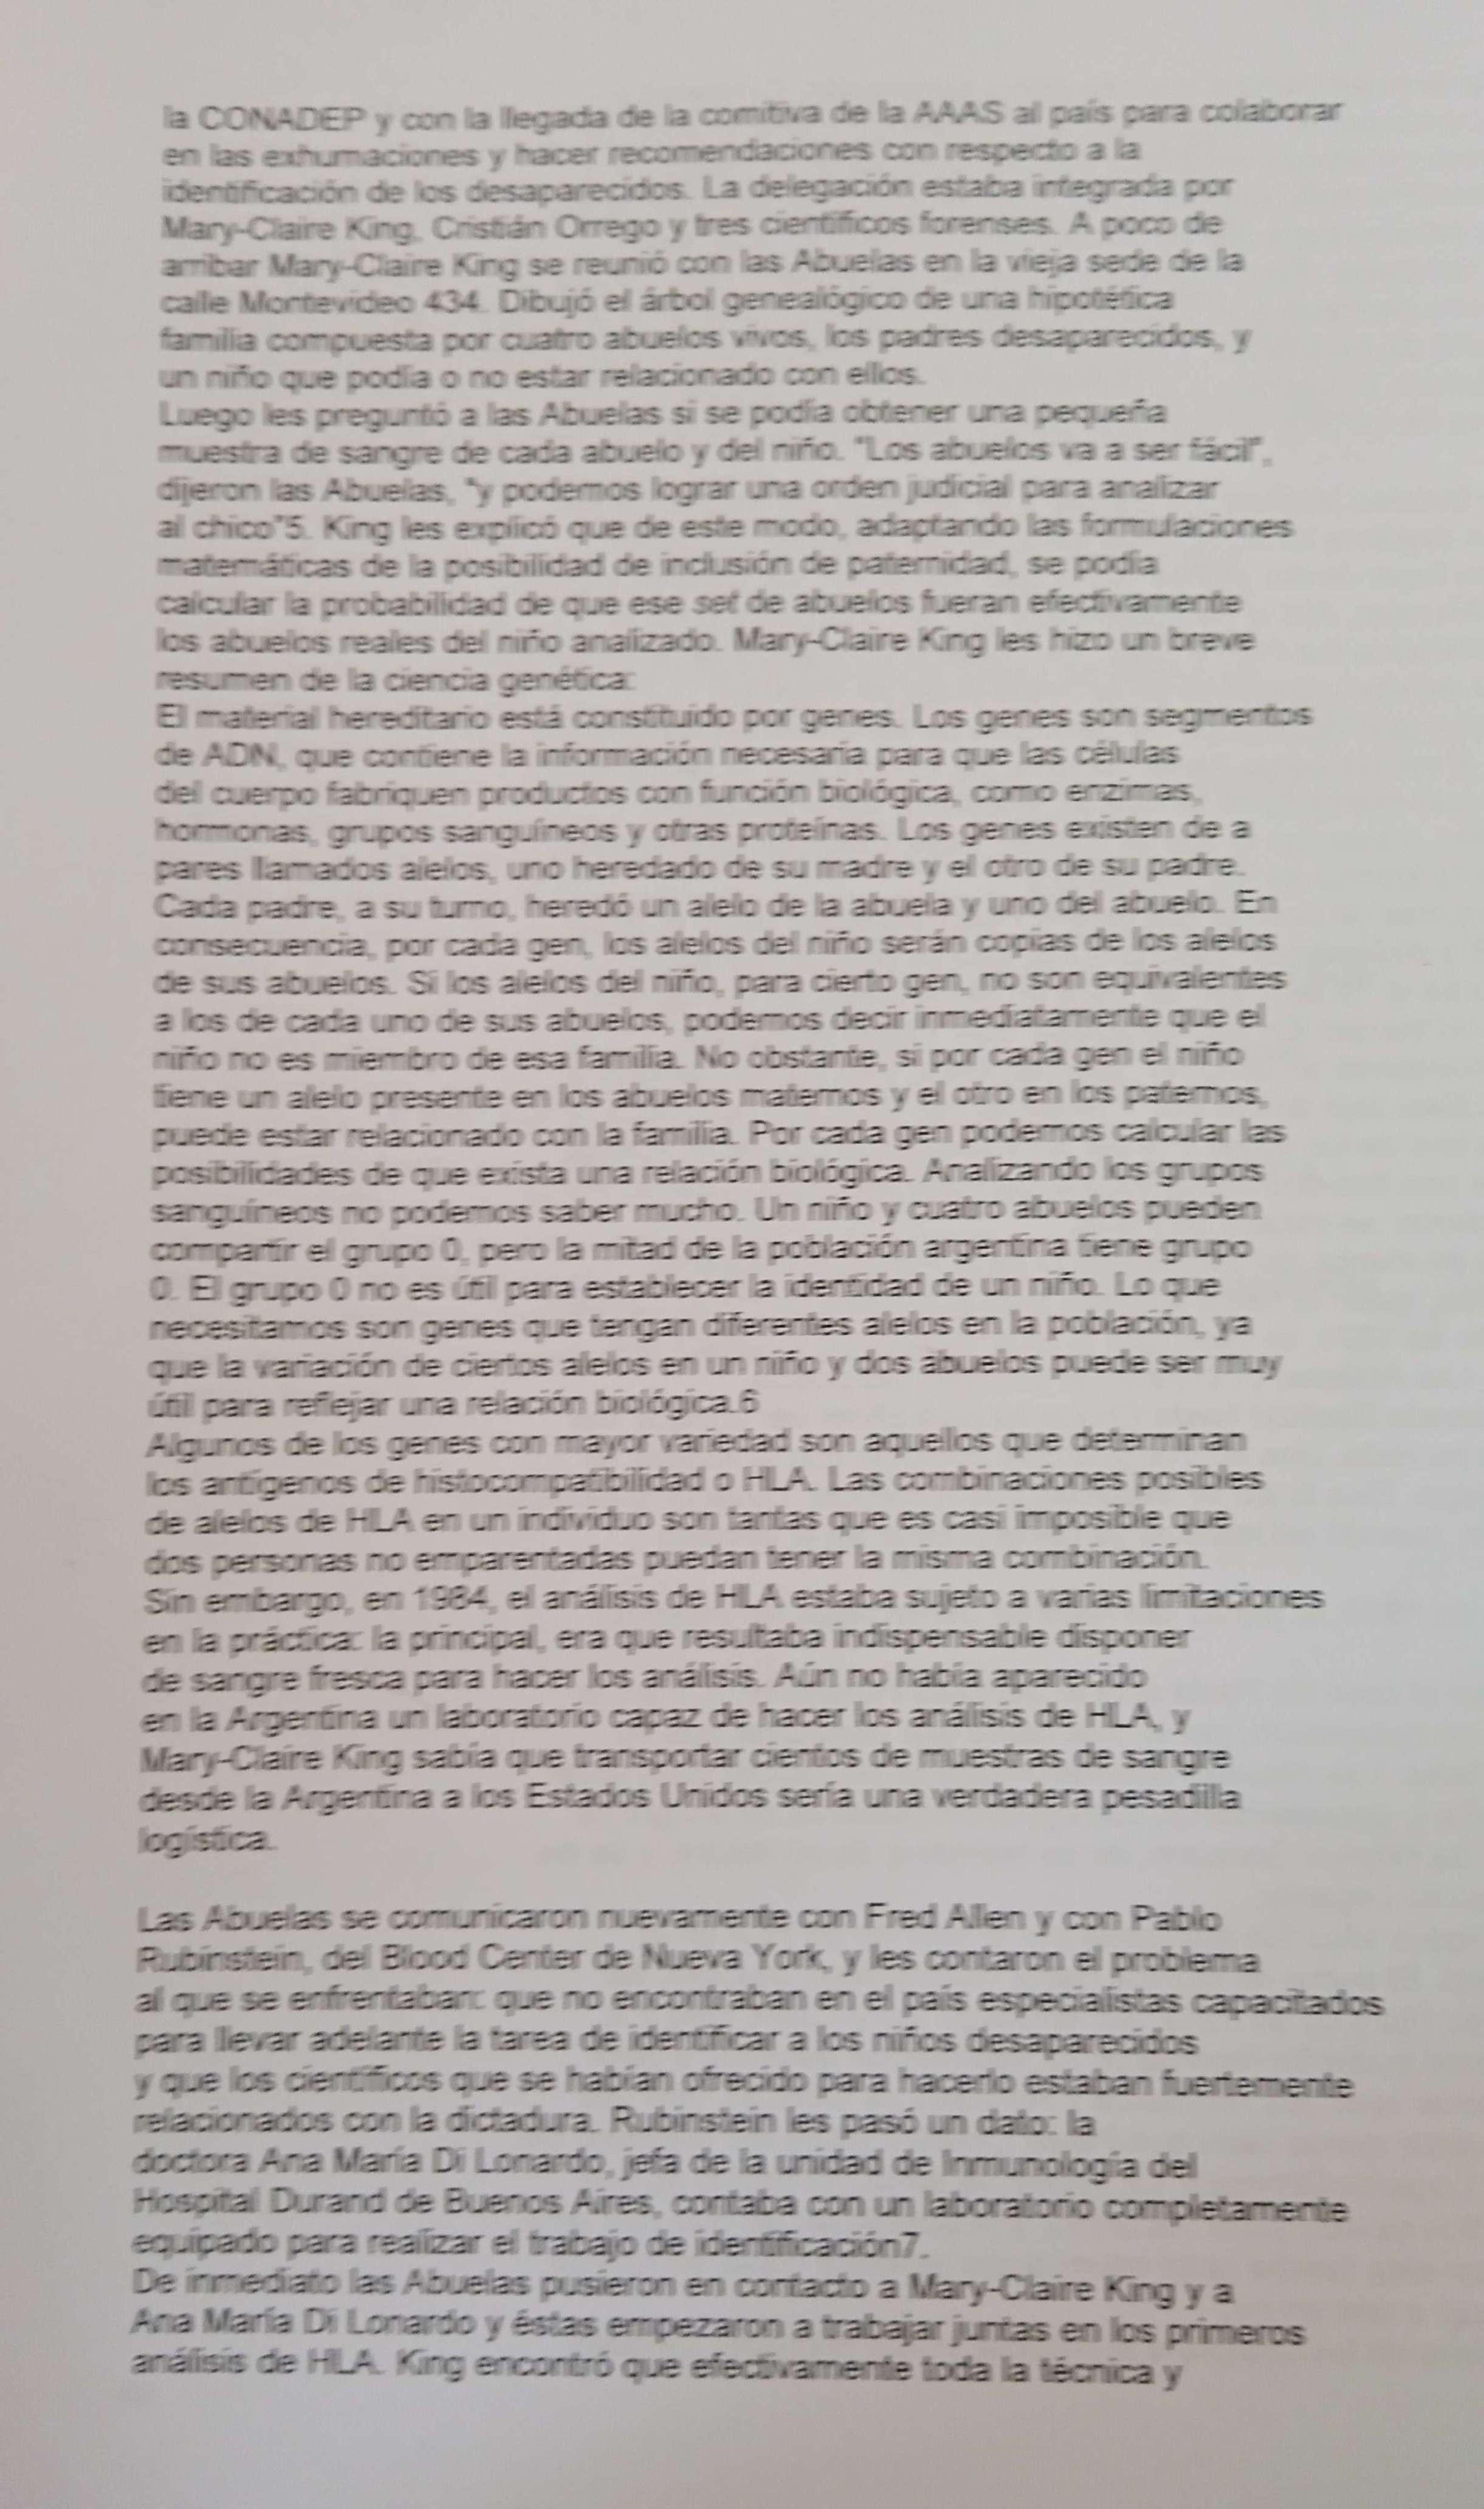 la CONADEP y con la llegada de la comitiva de la AAAS al país para colaborar
en las exhumaciones y hacer recomendaciones con respecto a la
identificación de los desaparecidos. La delegación estaba integrada por
Mary-Claire King, Cristián Orrego y tres científicos forenses. A poco de
arribar Mary-Claire King se reunió con las Abuelas en la vieja sede de la
calle Montevideo 434. Dibujó el árbol genealógico de una hipotética
familia compuesta por cuatro abuelos vivos, los padres desaparecidos, y
un niño que podía o no estar relacionado con ellos.
Luego les preguntó a las Abuelas si se podía obtener una pequeña
muestra de sangre de cada abuelo y del niño. "Los abuelos va a ser fácil",
dijeron las Abuelas, "y podemos lograr una orden judicial para analizar
al chico"5. King les explicó que de este modo, adaptando las formulaciones
matemáticas de la posibilidad de inclusión de paternidad, se podía
calcular la probabilidad de que ese set de abuelos fueran efectivamente
los abuelos reales del niño analizado. Mary-Claire King les hizo un breve
resumen de la ciencia genética:
El material hereditario está constituido por genes. Los genes son segmentos
de ADN, que contiene la información necesaria para que las células
del cuerpo fabriquen productos con función biológica, como enzimas,
hormonas, grupos sanguíneos y otras proteínas. Los genes existen de a
pares llamados alelos, uno heredado de su madre y el otro de su padre.
Cada padre, a su turno, heredó un alelo de la abuela y uno del abuelo. En
consecuencia, por cada gen, los alelos del niño serán copias de los alelos
de sus abuelos. Si los alelos del niño, para cierto gen, no son equivalentes
a los de cada uno de sus abuelos, podemos decir inmediatamente que el
niño no es miembro de esa familia. No obstante, si por cada gen el niño
tiene un alelo presente en los abuelos maternos y el otro en los paternos,
puede estar relacionado con la familia. Por cada gen podemos calcular las
posibilidades de que exista una relación biológica. Analizando los grupos
sanguíneos no podemos saber mucho. Un niño y cuatro abuelos pueden
compartir el grupo 0, pero la mitad de la población argentina tiene grupo
0. El grupo 0 no es útil para establecer la identidad de un niño. Lo que
necesitamos son genes que tengan diferentes alelos en la población, ya
que la variación de ciertos alelos en un niño y dos abuelos puede ser muy
útil para reflejar una relación biológica.6
Algunos de los genes con mayor variedad son aquellos que determinan
los antígenos de histocompatibilidad o HLA. Las combinaciones posibles
de alelos de HLA en un individuo son tantas que es casi imposible que
dos personas no emparentadas puedan tener la misma combinación.
Sin embargo, en 1984, el análisis de HLA estaba sujeto a varias limitaciones
en la práctica: la principal, era que resultaba indispensable disponer
de sangre fresca para hacer los análisis. Aún no había aparecido
en la Argentina un laboratorio capaz de hacer los análisis de HLA, y
Mary-Claire King sabía que transportar cientos de muestras de sangre
desde la Argentina a los Estados Unidos sería una verdadera pesadilla
logística.
Las Abuelas se comunicaron nuevamente con Fred Allen y con Pablo
Rubinstein, del Blood Center de Nueva York, y les contaron el problema
al que se enfrentaban: que no encontraban en el país especialistas capacitados
para llevar adelante la tarea de identificar a los niños desaparecidos
y que los científicos que se habían ofrecido para hacerlo estaban fuertemente
relacionados con la dictadura. Rubinstein les pasó un dato: la
doctora Ana María Di Lonardo, jefa de la unidad de Inmunología del
Hospital Durand de Buenos Aires, contaba con un laboratorio completamente
equipado para realizar el trabajo de identificación7.
De inmediato las Abuelas pusieron en contacto a Mary-Claire King y a
Ana María Di Lonardo y éstas empezaron a trabajar juntas en los primeros
análisis de HLA. King encontró que efectivamente toda la técnica y